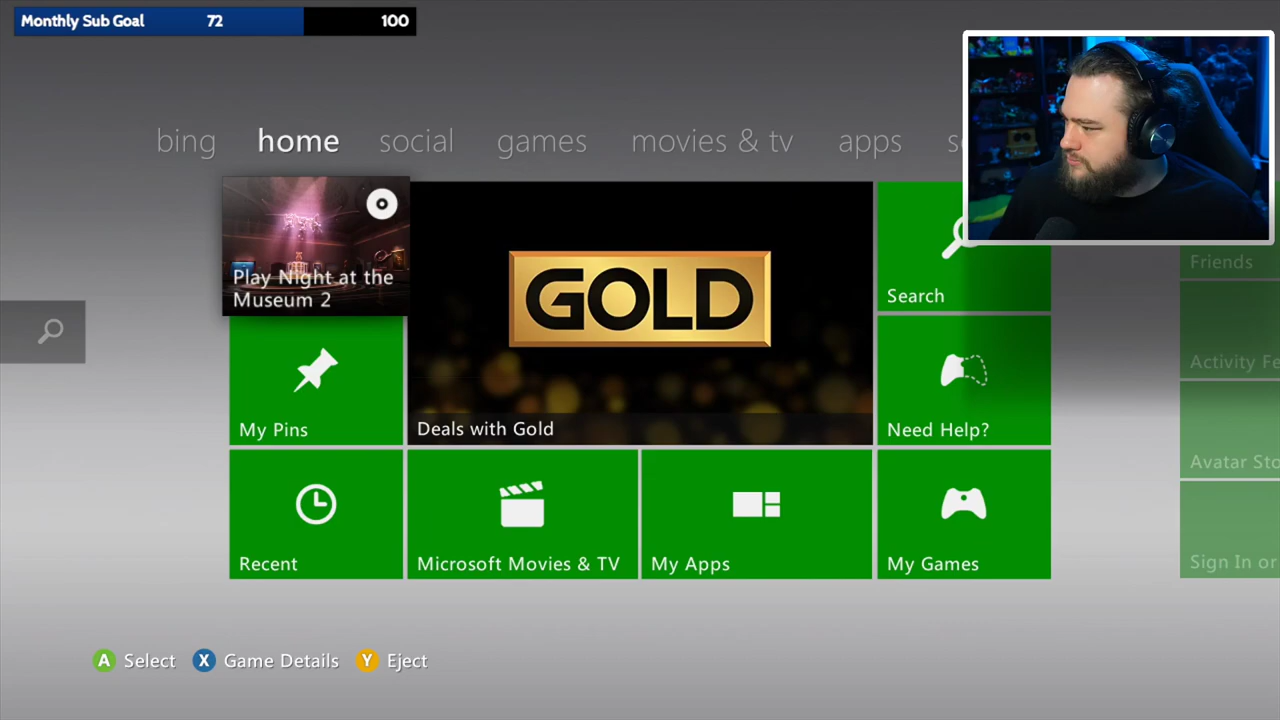 Monthly Sub Goal 72 100
bing home social games movies & tv apps
Play Night at the
Museum 2
GOLD
Deals with Gold
Search
My Pins
Need Help?
Recent
Microsoft Movies & TV
My Apps
My Games
Friends
Activity Fe
Avatar Sto
Sign In or
A Select X Game Details Y Eject